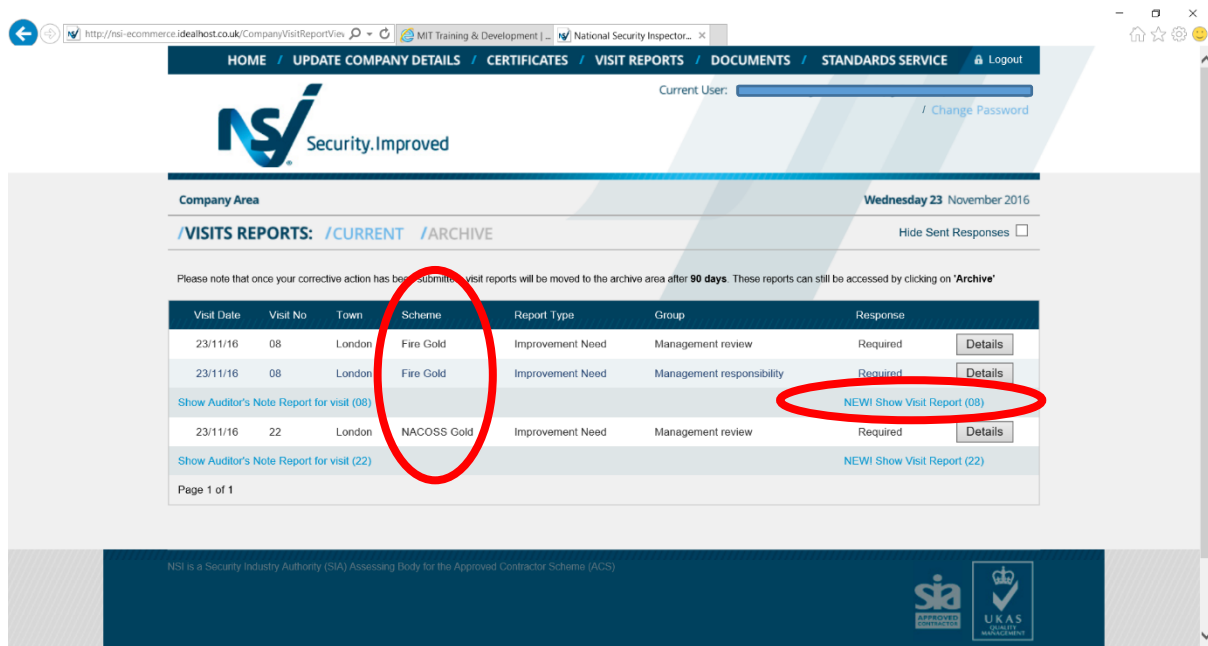 http://nsi-ecommerce.idealhost.co.uk/CompanyVisitReportViev
MIT Training & Development | ...
National Security Inspector...
HOME / UPDATE COMPANY DETAILS / CERTIFICATES / VISIT REPORTS / DOCUMENTS / STANDARDS SERVICE Logout
Current User:
/ Change Password
NSI Security.Improved
Company Area Wednesday 23 November 2016
/VISITS REPORTS: /CURRENT /ARCHIVE Hide Sent Responses
Please note that once your corrective action has been submitted, visit reports will be moved to the archive area after 90 days. These reports can still be accessed by clicking on 'Archive'
Visit Date Visit No Town Scheme Report Type Group Response
23/11/16 08 London Fire Gold Improvement Need Management review Required Details
23/11/16 08 London Fire Gold Improvement Need Management responsibility Required Details
Show Auditor's Note Report for visit (08) NEW! Show Visit Report (08)
23/11/16 22 London NACOSS Gold Improvement Need Management review Required Details
Show Auditor's Note Report for visit (22) NEW! Show Visit Report (22)
Page 1 of 1
NSI is a Security Industry Authority (SIA) Assessing Body for the Approved Contractor Scheme (ACS)
sia
APPROVED
CONTRACTOR
UKAS
QUALITY
MANAGEMENT